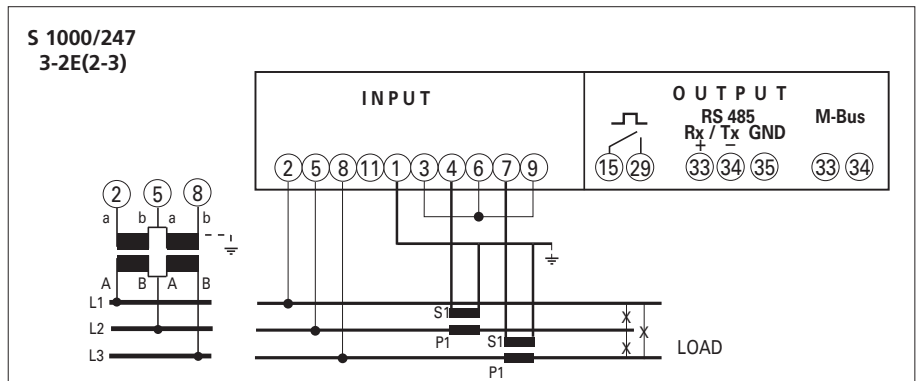 S 1000/247
3-2E(2-3)
INPUT
OUTPUT
RS 485
Rx / Tx GND
+ −
M-Bus
2 5 8 11 1 3 4 6 7 9
15 29
33 34 35
33 34
2 5 8
a b a b
A B A B
L1
L2
L3
S1
P1
S1
P1
X
X
X
LOAD